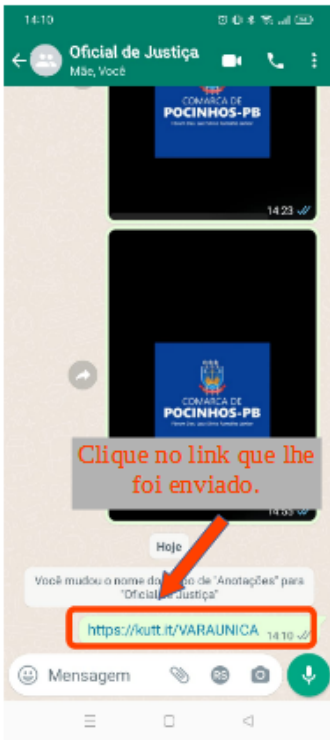 14:10
Oficial de Justiça
Mãe, Você
COMARCA DE
POCINHOS-PB
14:23
COMARCA DE
POCINHOS-PB
Clique no link que lhe
foi enviado.
14:53
Hoje
Você mudou o nome do grupo de "Anotações" para
"Oficial de Justiça"
https://kutt.it/VARAUNICA 14:10
Mensagem
R$